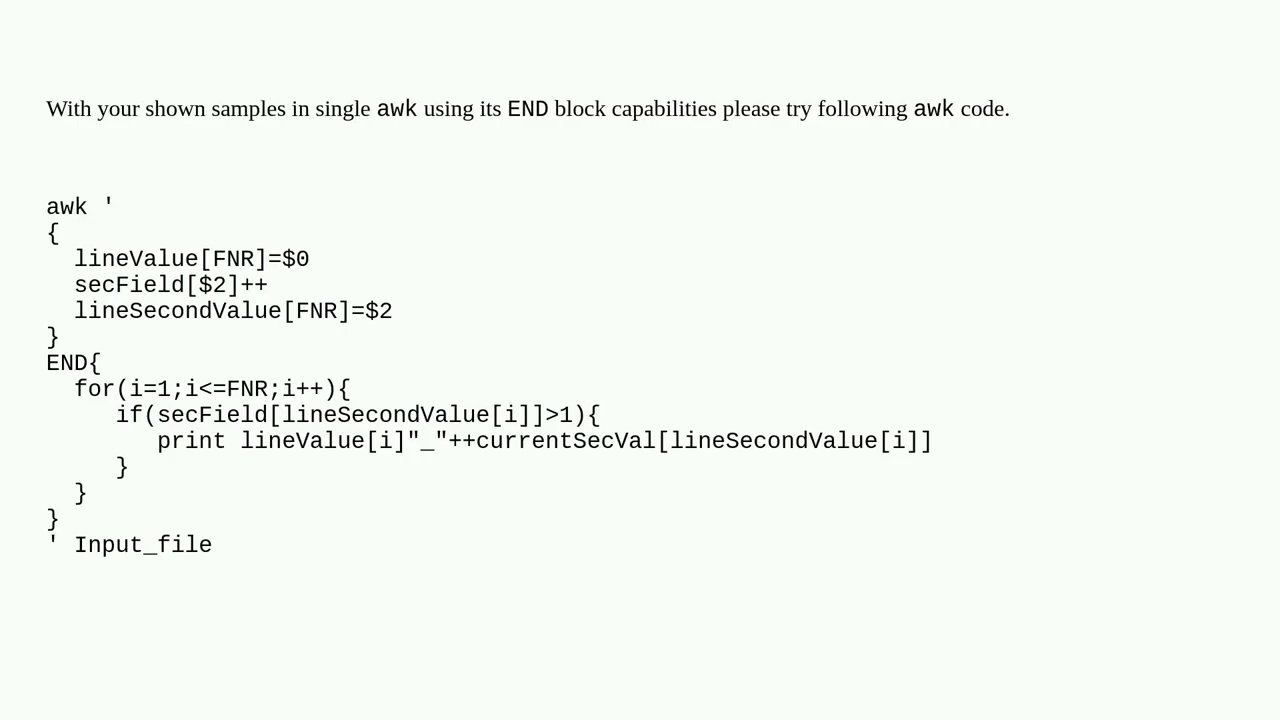 With your shown samples in single awk using its END block capabilities please try following awk code.
awk '
{
  lineValue[FNR]=$0
  secField[$2]++
  lineSecondValue[FNR]=$2
}
END{
  for(i=1;i<=FNR;i++){
     if(secField[lineSecondValue[i]]>1){
        print lineValue[i]"_"++currentSecVal[lineSecondValue[i]]
     }
  }
}
' Input_file